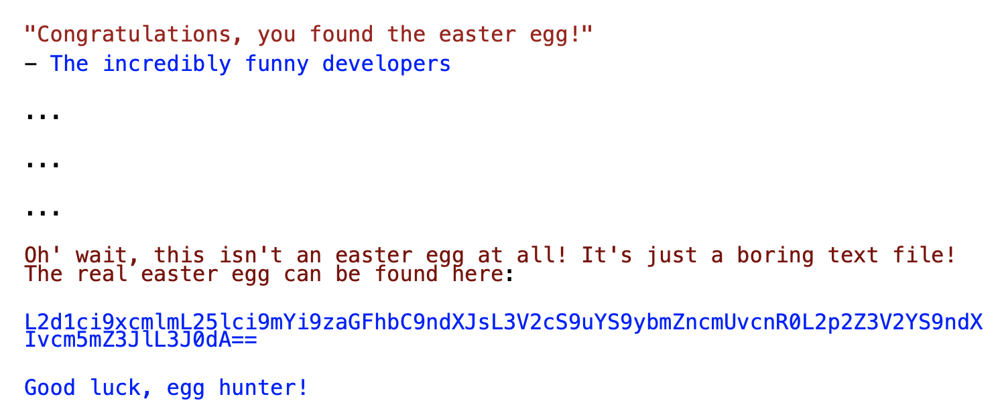 "Congratulations, you found the easter egg!"
- The incredibly funny developers
...
...
...
Oh' wait, this isn't an easter egg at all! It's just a boring text file!
The real easter egg can be found here:
L2d1ci9xcmlmL25lci9mYi9zaGFhbC9ndXJsL3V2cS9uYS9ybmZncmUvcnR0L2p2Z3V2YS9ndX
Ivcm5mZ3JlL3J0dA==
Good luck, egg hunter!